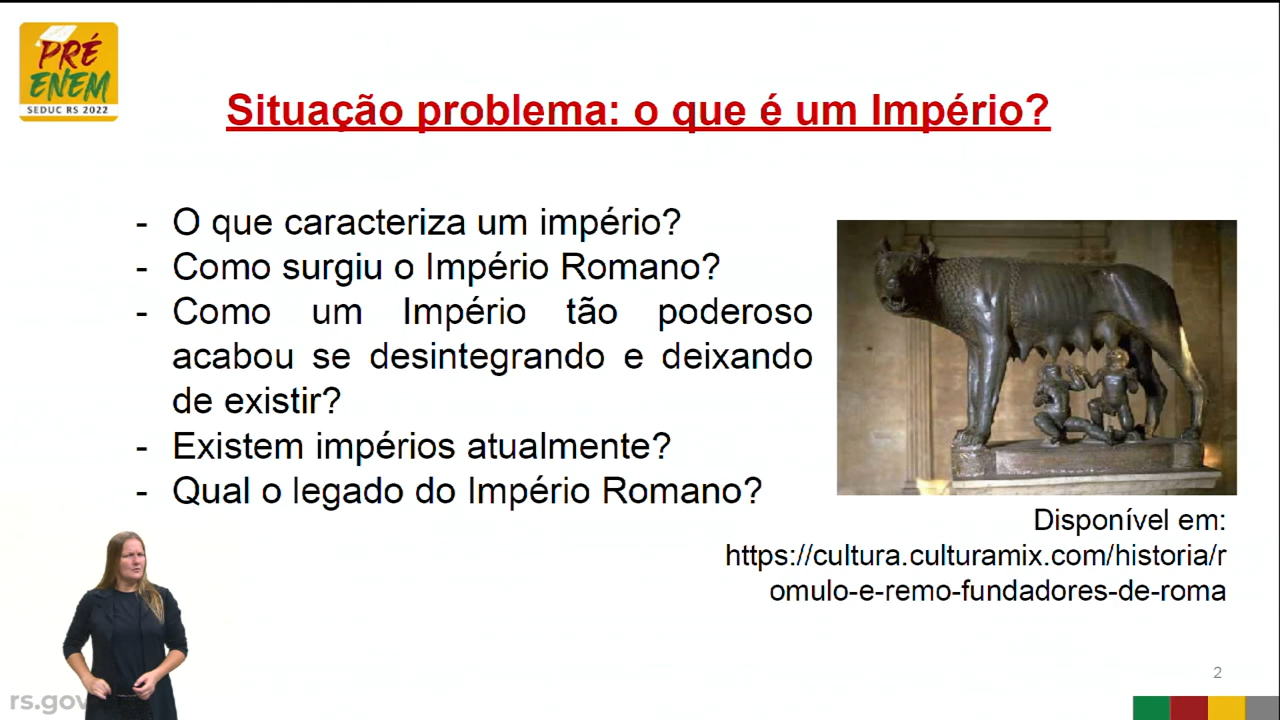 PRÉ
ENEM
SEDUC RS 2022
Situação problema: o que é um Império?
- O que caracteriza um império?
- Como surgiu o Império Romano?
- Como um Império tão poderoso
acabou se desintegrando e deixando
de existir?
- Existem impérios atualmente?
- Qual o legado do Império Romano?
Disponível em:
https://cultura.culturamix.com/historia/r
omulo-e-remo-fundadores-de-roma
2
rs.gov